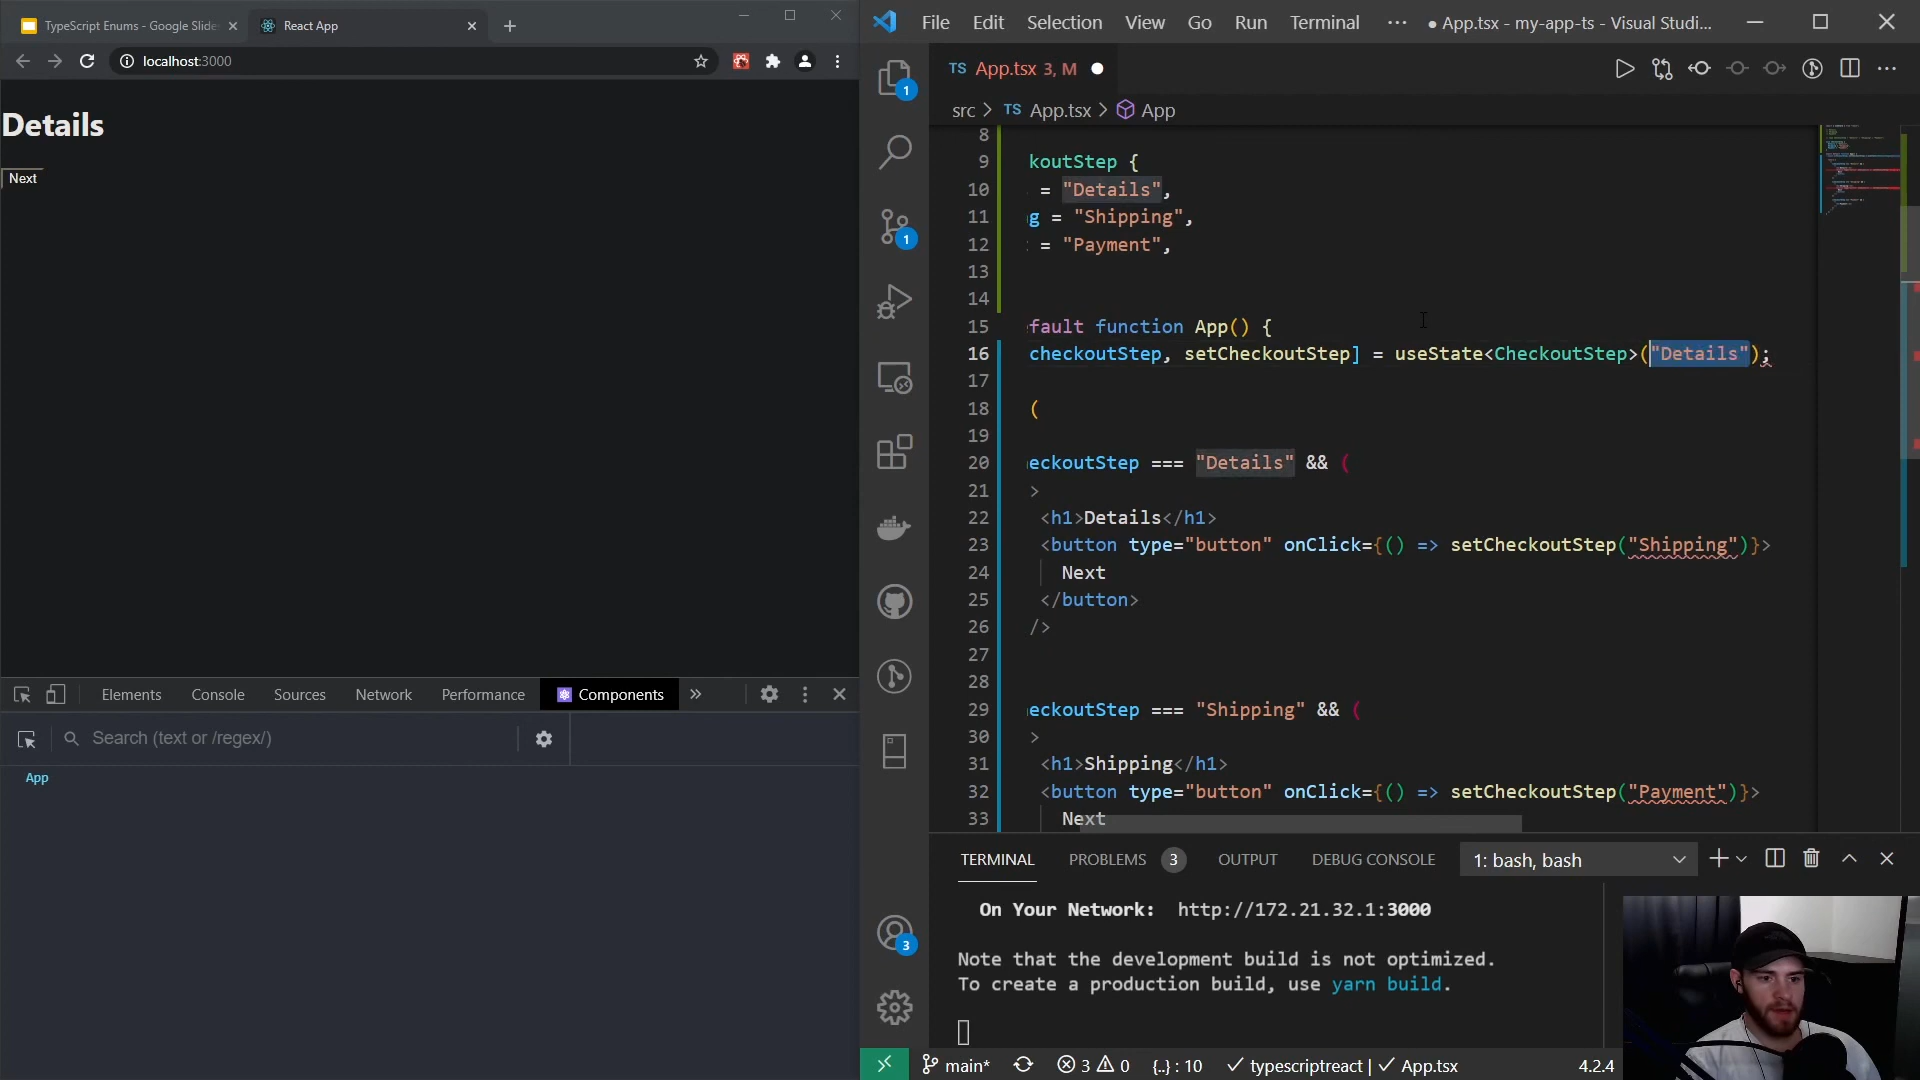 TypeScript Enums - Google Slide
React App
localhost:3000
Details
Next
Elements
Console
Sources
Network
Performance
Components
Search (text or /regex/)
App
File Edit Selection View Go Run Terminal ··· ● App.tsx - my-app-ts - Visual Studi...
TS App.tsx 3, M
src > TS App.tsx > App
1
1
3
8
9 koutStep {
10 = "Details",
11 g = "Shipping",
12 = "Payment",
13
14
15 fault function App() {
16 checkoutStep, setCheckoutStep] = useState<CheckoutStep>("Details");
17
18 (
19
20 eckoutStep === "Details" && (
21 >
22 <h1>Details</h1>
23 <button type="button" onClick={() => setCheckoutStep("Shipping")}>
24 Next
25 </button>
26 />
27
28
29 eckoutStep === "Shipping" && (
30 >
31 <h1>Shipping</h1>
32 <button type="button" onClick={() => setCheckoutStep("Payment")}>
33 Next
TERMINAL PROBLEMS 3 OUTPUT DEBUG CONSOLE 1: bash, bash
On Your Network: http://172.21.32.1:3000
Note that the development build is not optimized.
To create a production build, use yarn build.
main* 3 0 {..} : 10 ✓ typescriptreact | ✓ App.tsx 4.2.4